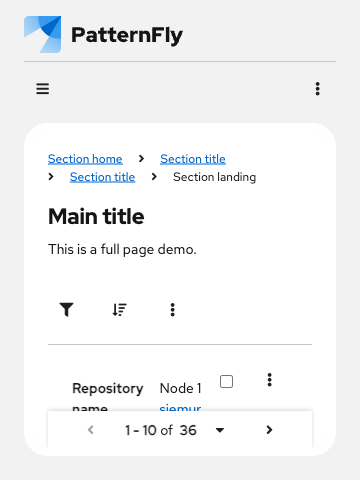 PatternFly
Section home > Section title
> Section title > Section landing
Main title
This is a full page demo.
Repository Node 1
name siemur
1 - 10 of 36